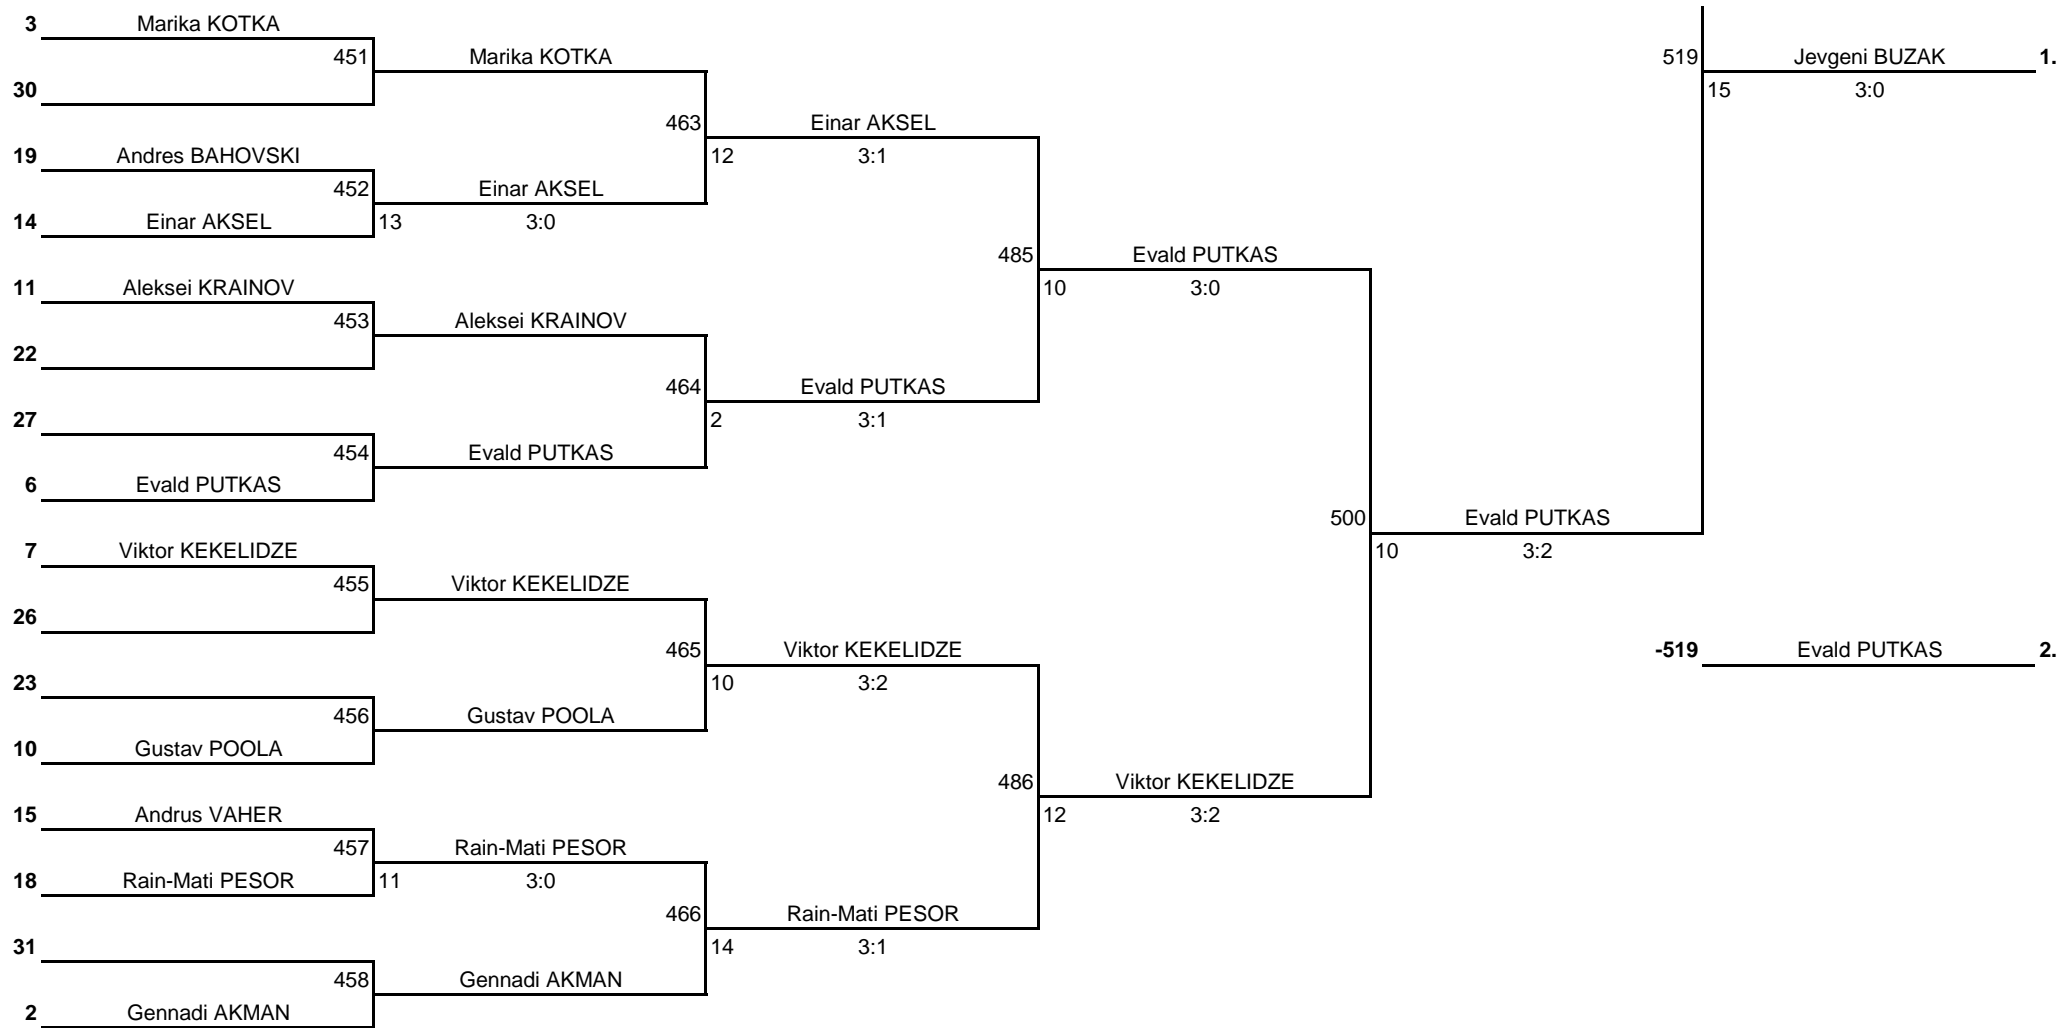 3 Marika KOTKA
451 Marika KOTKA 519 Jevgeni BUZAK 1.
30 15 3:0
463 Einar AKSEL
19 Andres BAHOVSKI 12 3:1
452 Einar AKSEL
14 Einar AKSEL 13 3:0
485 Evald PUTKAS
11 Aleksei KRAINOV 10 3:0
453 Aleksei KRAINOV
22
464 Evald PUTKAS
27 2 3:1
454 Evald PUTKAS
6 Evald PUTKAS
500 Evald PUTKAS
7 Viktor KEKELIDZE 10 3:2
455 Viktor KEKELIDZE
26
465 Viktor KEKELIDZE -519 Evald PUTKAS 2.
23 10 3:2
456 Gustav POOLA
10 Gustav POOLA
486 Viktor KEKELIDZE
15 Andrus VAHER 12 3:2
457 Rain-Mati PESOR
18 Rain-Mati PESOR 11 3:0
466 Rain-Mati PESOR
31 14 3:1
458 Gennadi AKMAN
2 Gennadi AKMAN